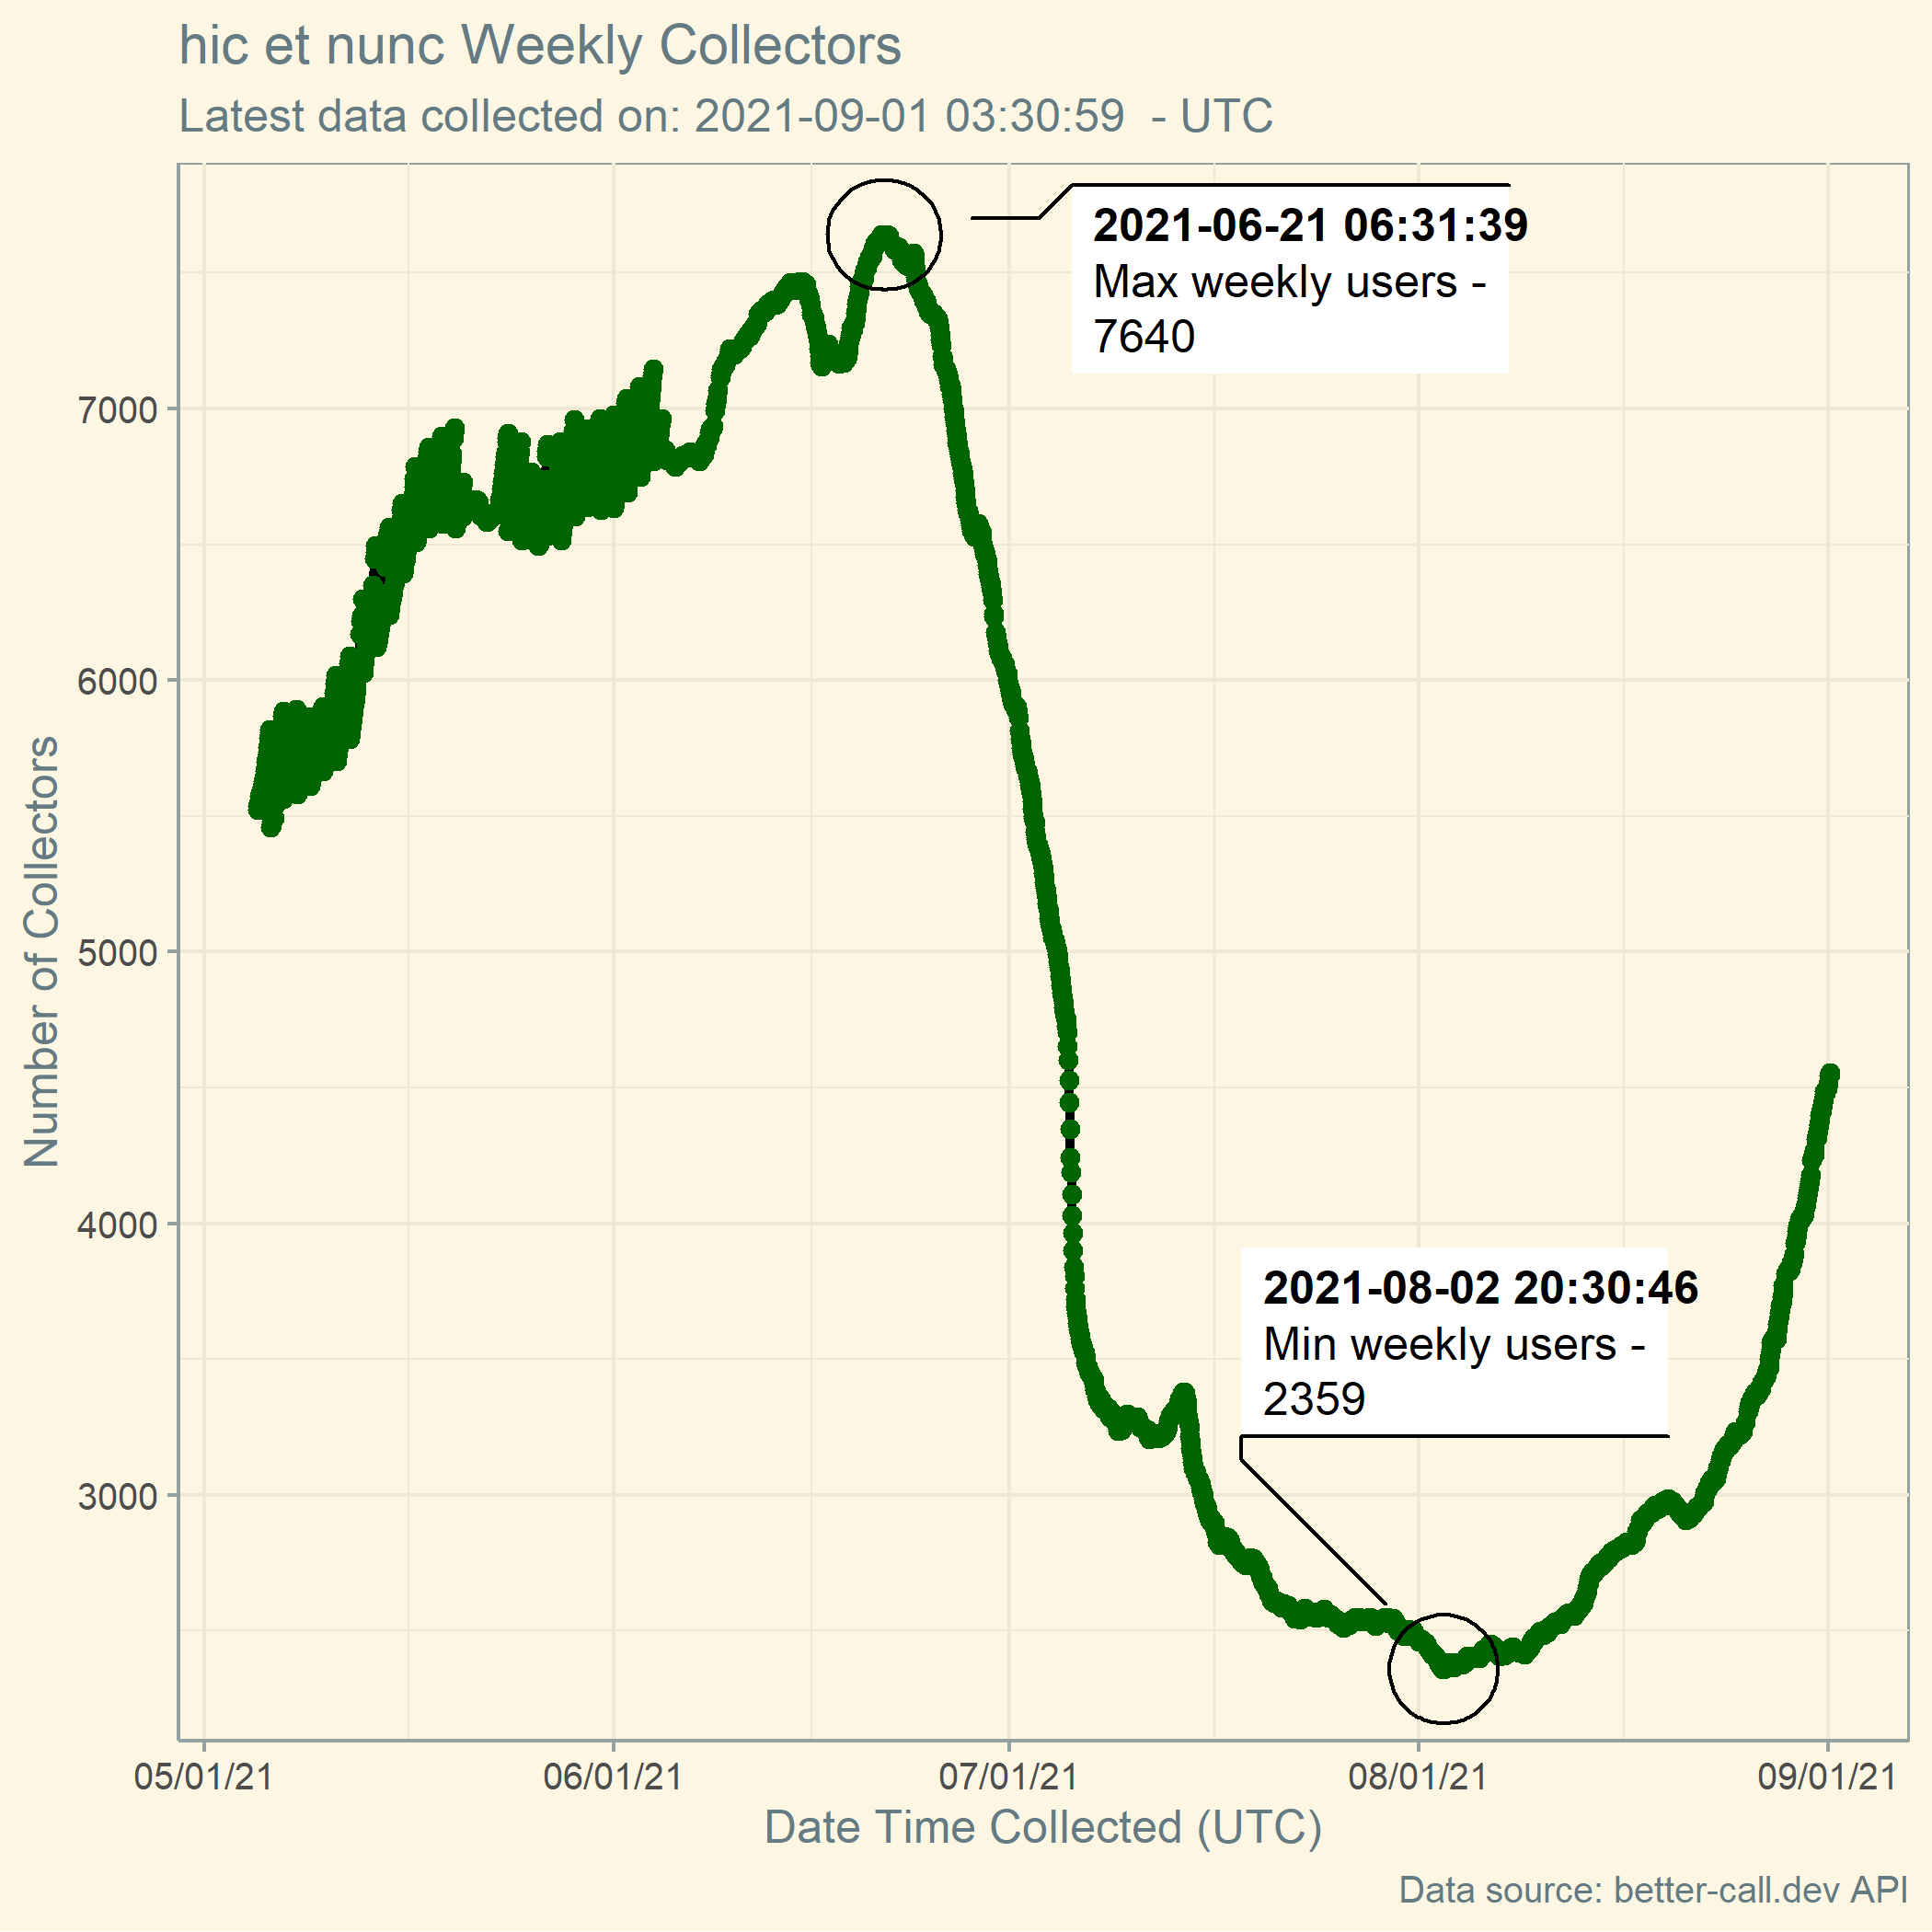 hic et nunc Weekly Collectors
Latest data collected on: 2021-09-01 03:30:59  - UTC
2021-06-21 06:31:39
Max weekly users -
7640
7000
6000
5000
4000
3000
Number of Collectors
2021-08-02 20:30:46
Min weekly users -
2359
05/01/21 06/01/21 07/01/21 08/01/21 09/01/21
Date Time Collected (UTC)
Data source: better-call.dev API